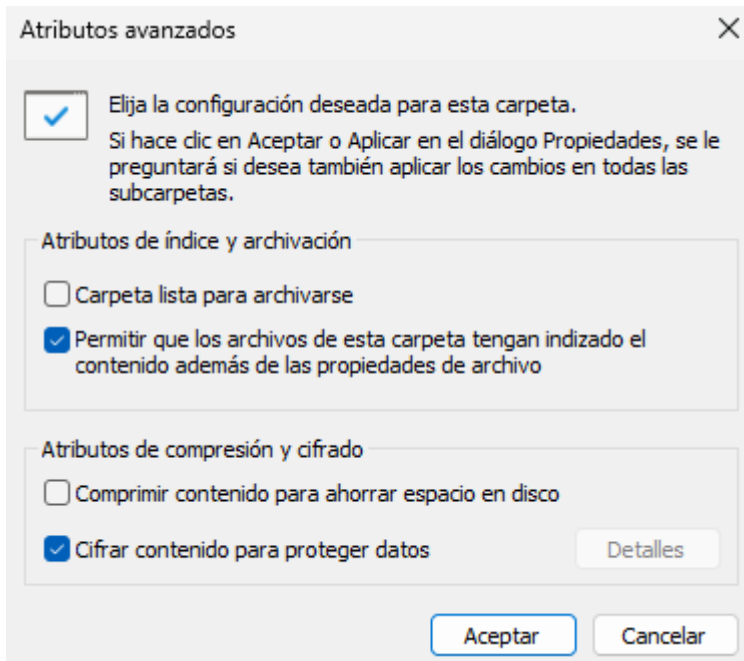 Atributos avanzados
Elija la configuración deseada para esta carpeta.
Si hace clic en Aceptar o Aplicar en el diálogo Propiedades, se le
preguntará si desea también aplicar los cambios en todas las
subcarpetas.
Atributos de índice y archivación
Carpeta lista para archivarse
Permitir que los archivos de esta carpeta tengan indizado el
contenido además de las propiedades de archivo
Atributos de compresión y cifrado
Comprimir contenido para ahorrar espacio en disco
Cifrar contenido para proteger datos
Detalles
Aceptar
Cancelar